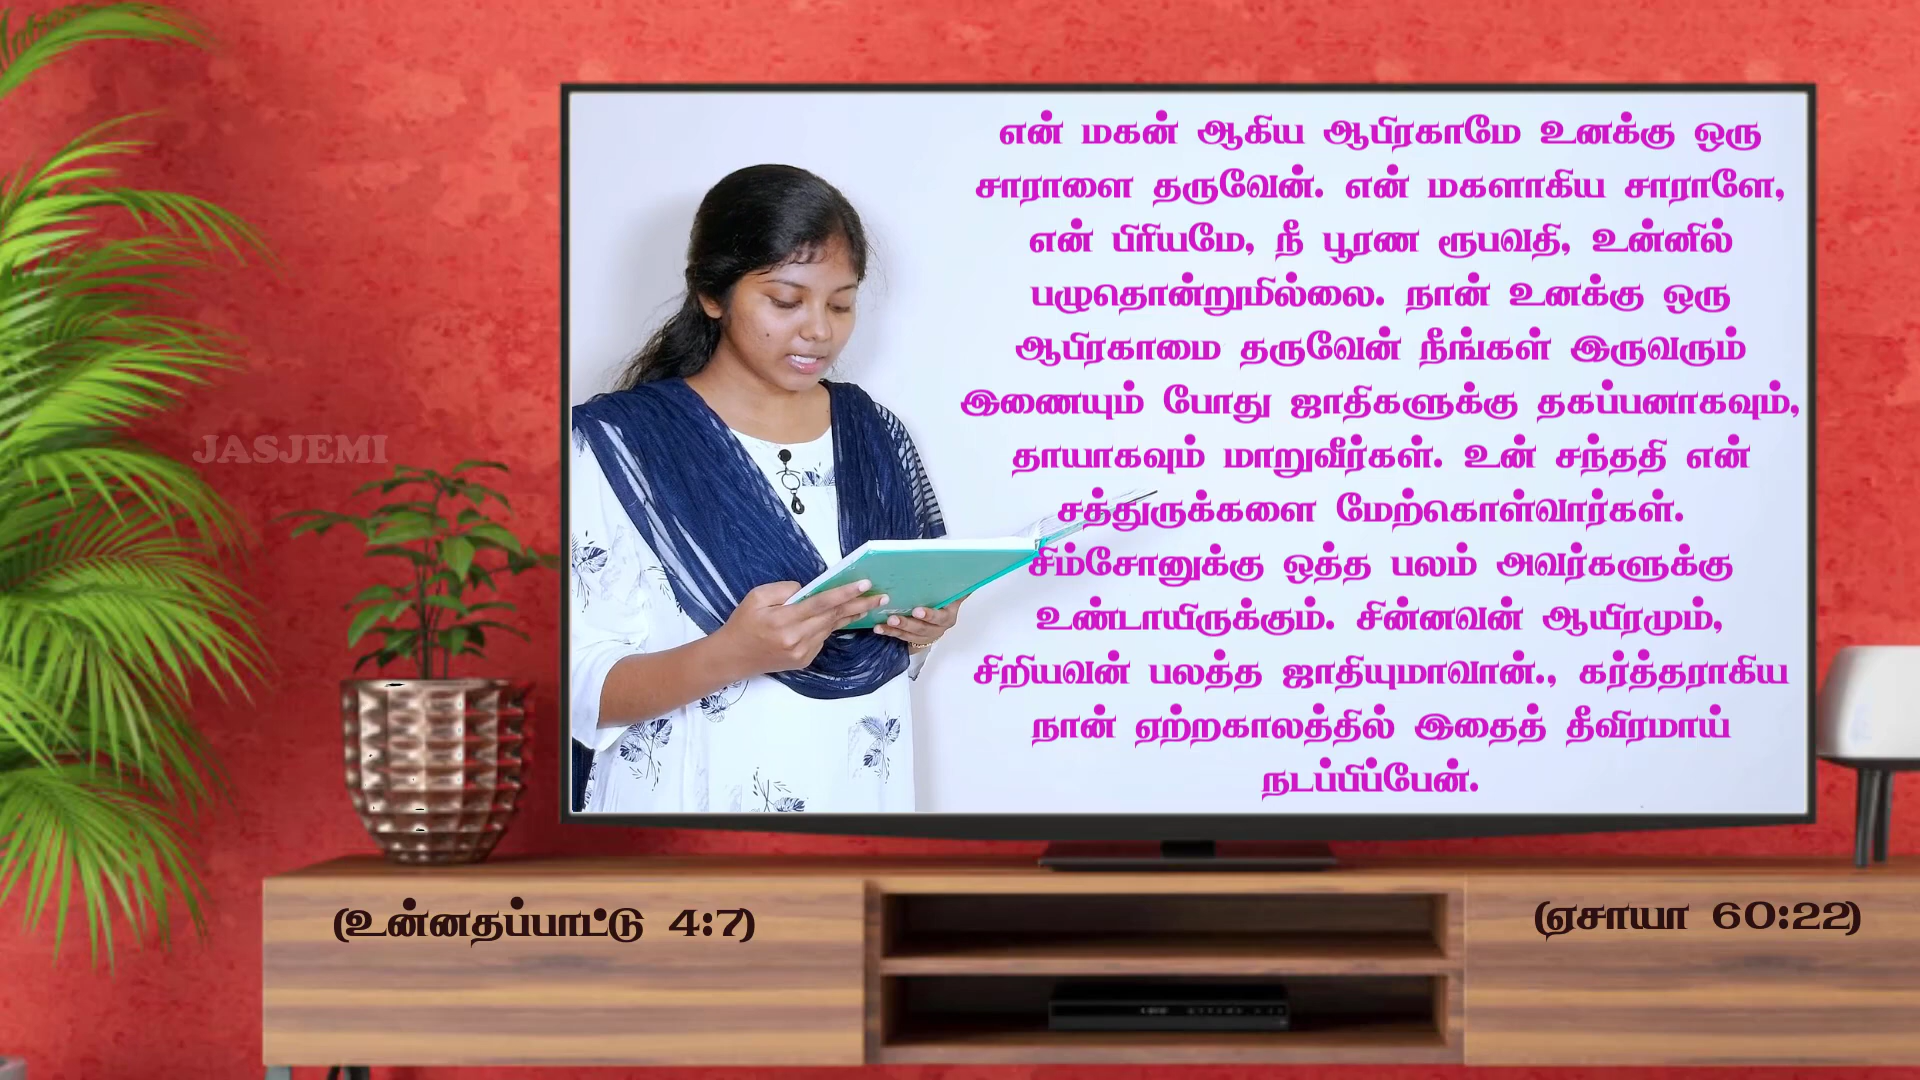 என் மகன் ஆகிய ஆபிரகாமே உனக்கு ஒரு
சாராளை தருவேன். என் மகளாகிய சாராளே,
என் பிரியமே, நீ பூரண ரூபவதி, உன்னில்
பழுதொன்றுமில்லை. நான் உனக்கு ஒரு
ஆபிரகாமை தருவேன் நீங்கள் இருவரும்
இணையும் போது ஜாதிகளுக்கு தகப்பனாகவும்,
தாயாகவும் மாறுவீர்கள். உன் சந்ததி என்
சத்துருக்களை மேற்கொள்வார்கள்.
சிம்சோனுக்கு ஒத்த பலம் அவர்களுக்கு
உண்டாயிருக்கும். சின்னவன் ஆயிரமும்,
சிறியவன் பலத்த ஜாதியுமாவான்., கர்த்தராகிய
நான் ஏற்றகாலத்தில் இதைத் தீவிரமாய்
நடப்பிப்பேன்.
JASJEMI
(உன்னதப்பாட்டு 4:7)
(ஏசாயா 60:22)